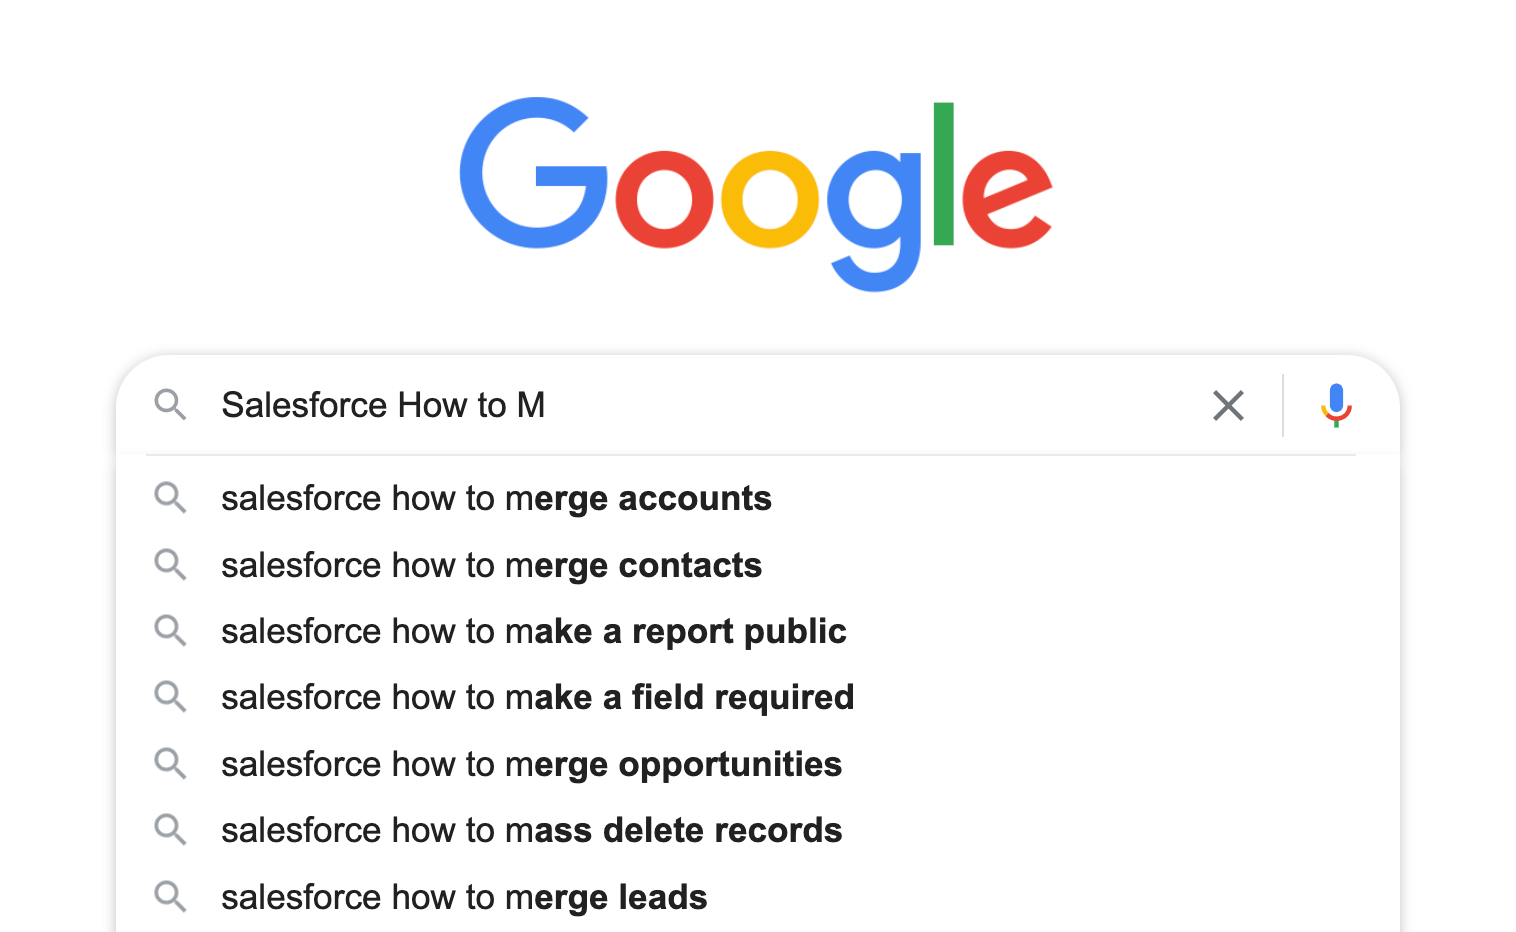 Google
Salesforce How to M
salesforce how to merge accounts
salesforce how to merge contacts
salesforce how to make a report public
salesforce how to make a field required
salesforce how to merge opportunities
salesforce how to mass delete records
salesforce how to merge leads